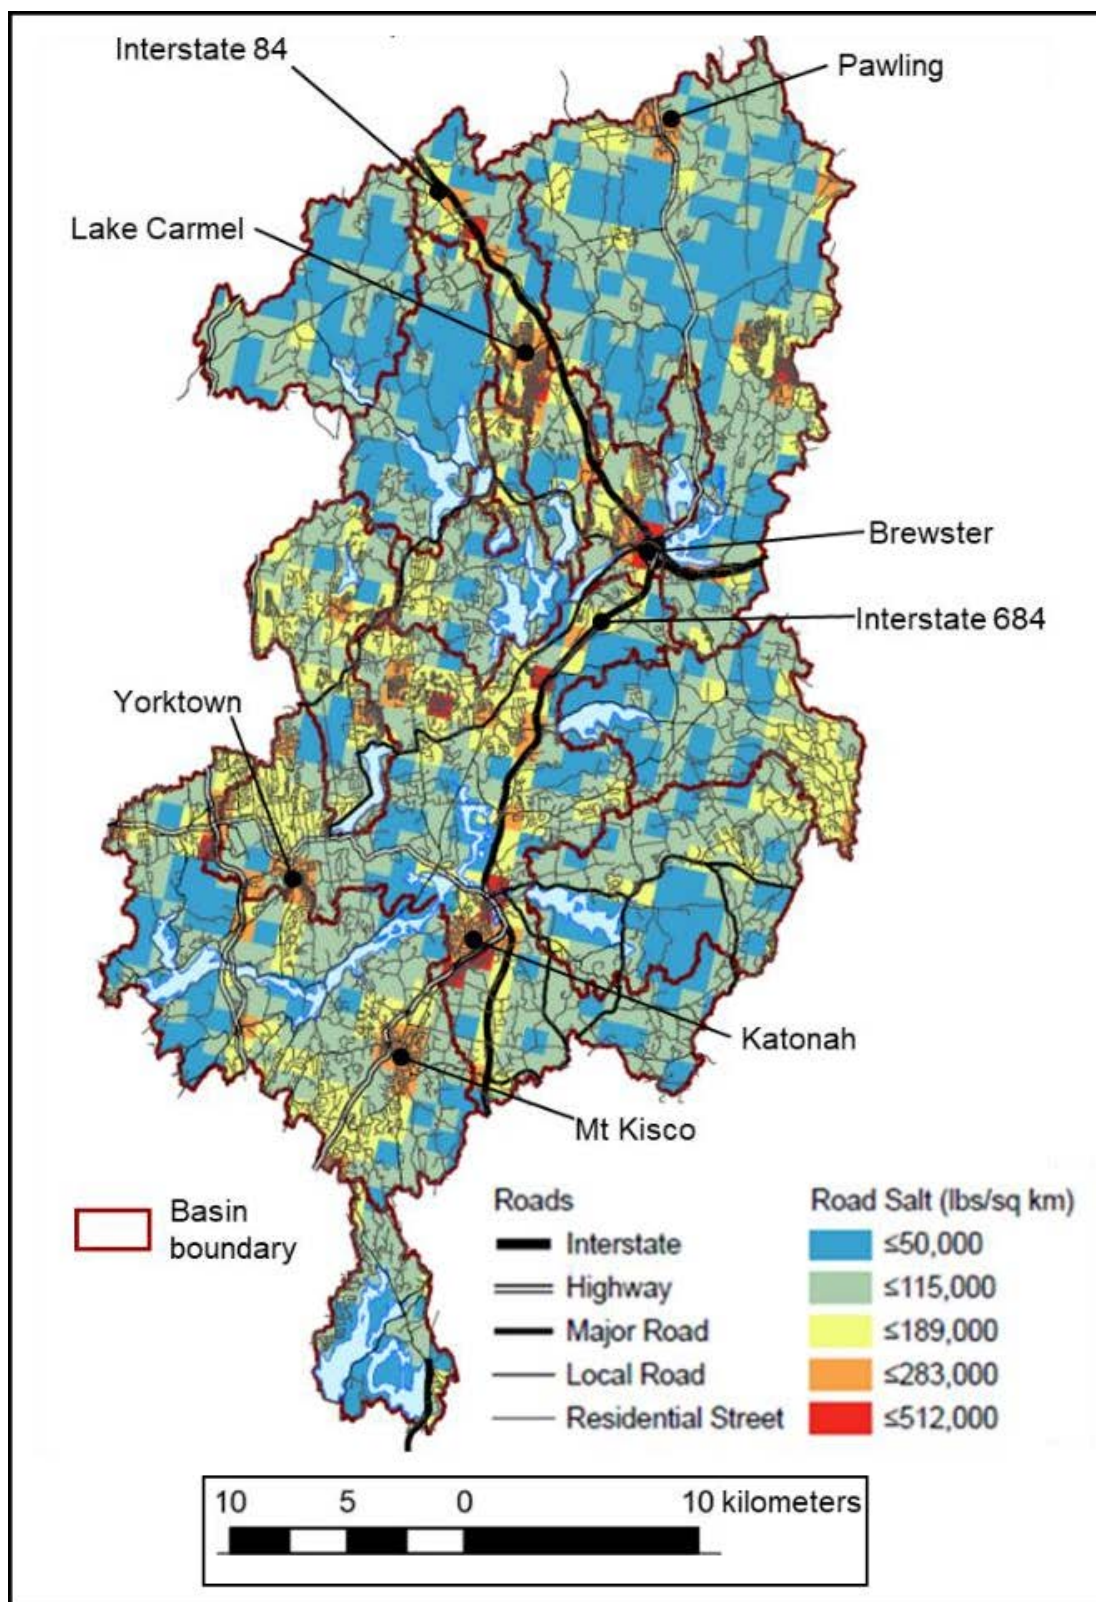 Interstate 84
Pawling
Lake Carmel
Brewster
Interstate 684
Yorktown
Katonah
Mt Kisco
Basin
boundary
Roads
Interstate
Highway
Major Road
Local Road
Residential Street
Road Salt (lbs/sq km)
≤50,000
≤115,000
≤189,000
≤283,000
≤512,000
10 5 0 10 kilometers